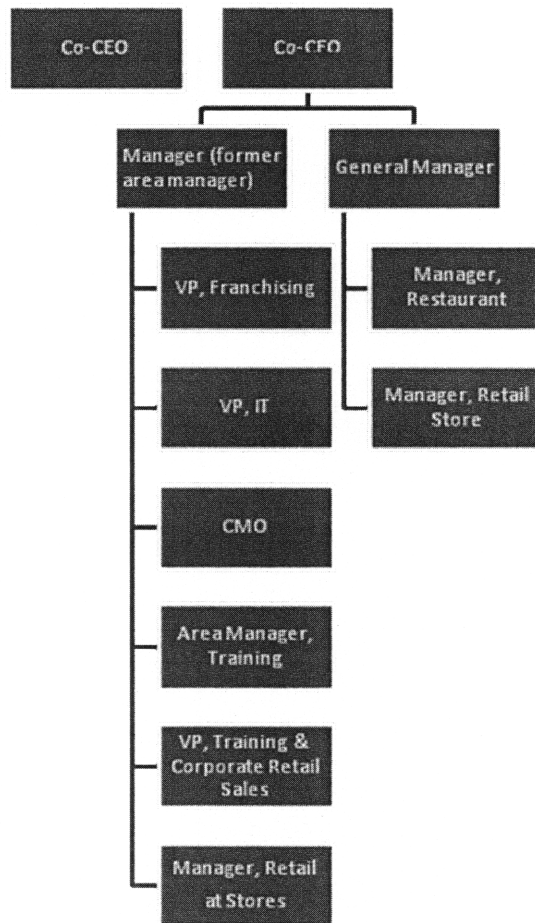 Co-CEO
Co-CEO
Manager (former
area manager)
General Manager
VP, Franchising
Manager,
Restaurant
VP, IT
Manager, Retail
Store
CMO
Area Manager,
Training
VP, Training &
Corporate Retail
Sales
Manager, Retail
at Stores